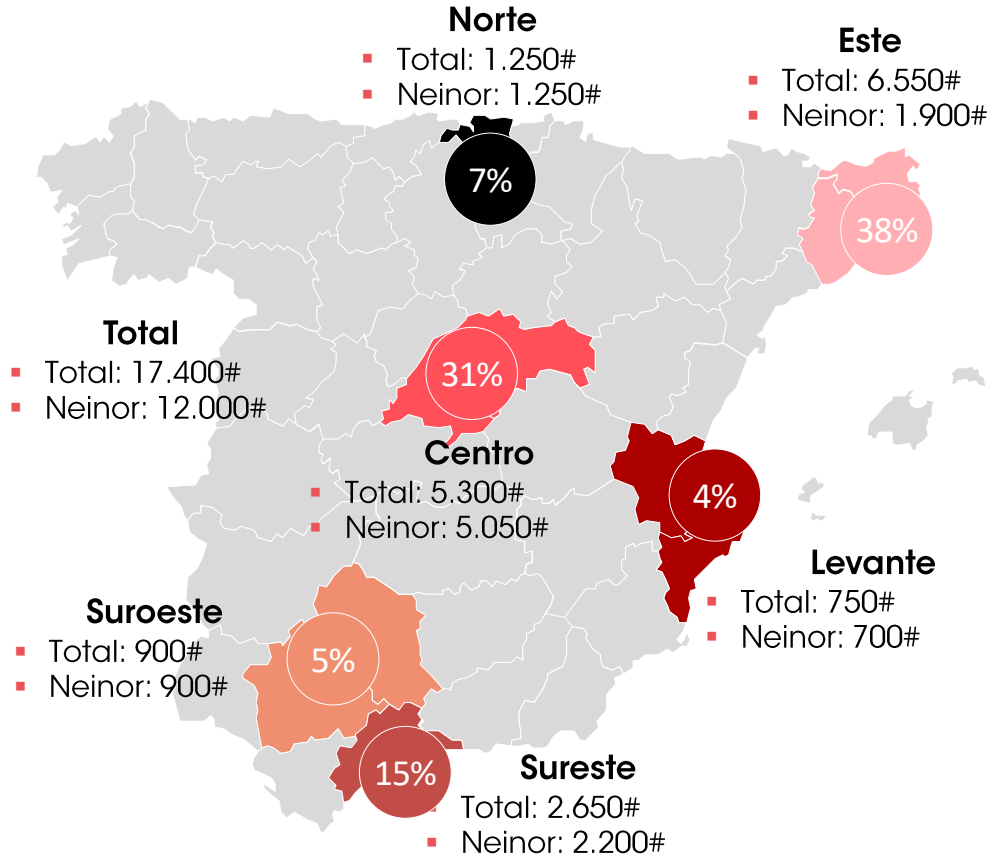 Norte
Total: 1.250#
Neinor: 1.250#
7%
Este
Total: 6.550#
Neinor: 1.900#
38%
Total
Total: 17.400#
Neinor: 12.000#
31%
Centro
Total: 5.300#
Neinor: 5.050#
4%
Levante
Total: 750#
Neinor: 700#
Suroeste
Total: 900#
Neinor: 900#
5%
15%
Sureste
Total: 2.650#
Neinor: 2.200#